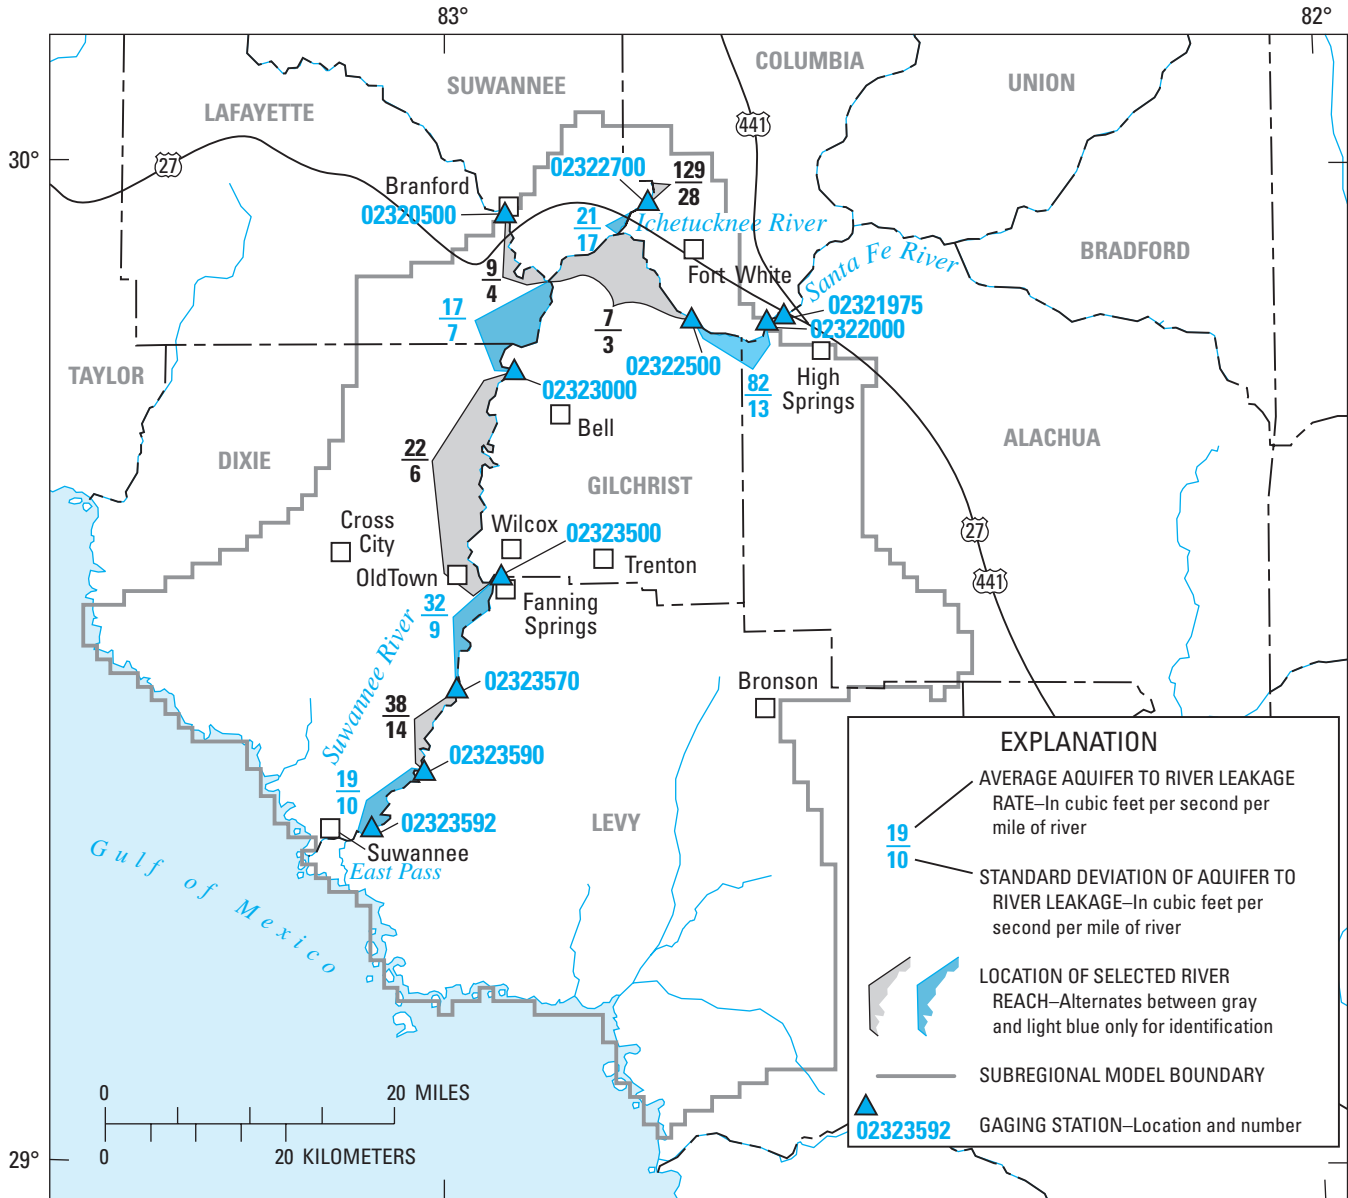 83°
82°
COLUMBIA
SUWANNEE
UNION
LAFAYETTE
441
30°
27
02322700
129
28
Branford
02320500
21
17
Ichetucknee River
BRADFORD
Santa Fe River
9
4
Fort White
17
7
7
3
02321975
02322000
02322500
TAYLOR
82
13
High
Springs
02323000
Bell
ALACHUA
22
6
DIXIE
GILCHRIST
Cross
City
Wilcox
02323500
27
OldTown
Trenton
441
32
9
Fanning
Springs
Suwannee River
02323570
Bronson
38
14
02323590
19
10
02323592
LEVY
Suwannee
East Pass
Gulf of Mexico
EXPLANATION
AVERAGE AQUIFER TO RIVER LEAKAGE
RATE–In cubic feet per second per
mile of river
19
10
STANDARD DEVIATION OF AQUIFER TO
RIVER LEAKAGE–In cubic feet per
second per mile of river
LOCATION OF SELECTED RIVER
REACH–Alternates between gray
and light blue only for identification
SUBREGIONAL MODEL BOUNDARY
02323592
GAGING STATION–Location and number
0 20 MILES
0 20 KILOMETERS
29°